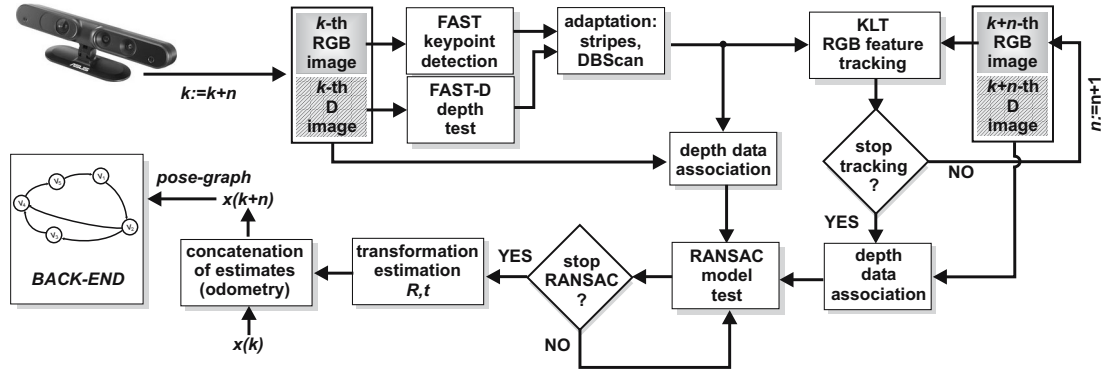 ASUS
k:=k+n
k-th
RGB
image
k-th
D
image
FAST
keypoint
detection
FAST-D
depth
test
adaptation:
stripes,
DBScan
KLT
RGB feature
tracking
k+n-th
RGB
image
k+n-th
D
image
n:=n+1
stop
tracking
?
NO
YES
depth data
association
depth
data
association
RANSAC
model
test
stop
RANSAC
?
YES
NO
transformation
estimation
R,t
concatenation
of estimates
(odometry)
x(k)
x(k+n)
pose-graph
BACK-END